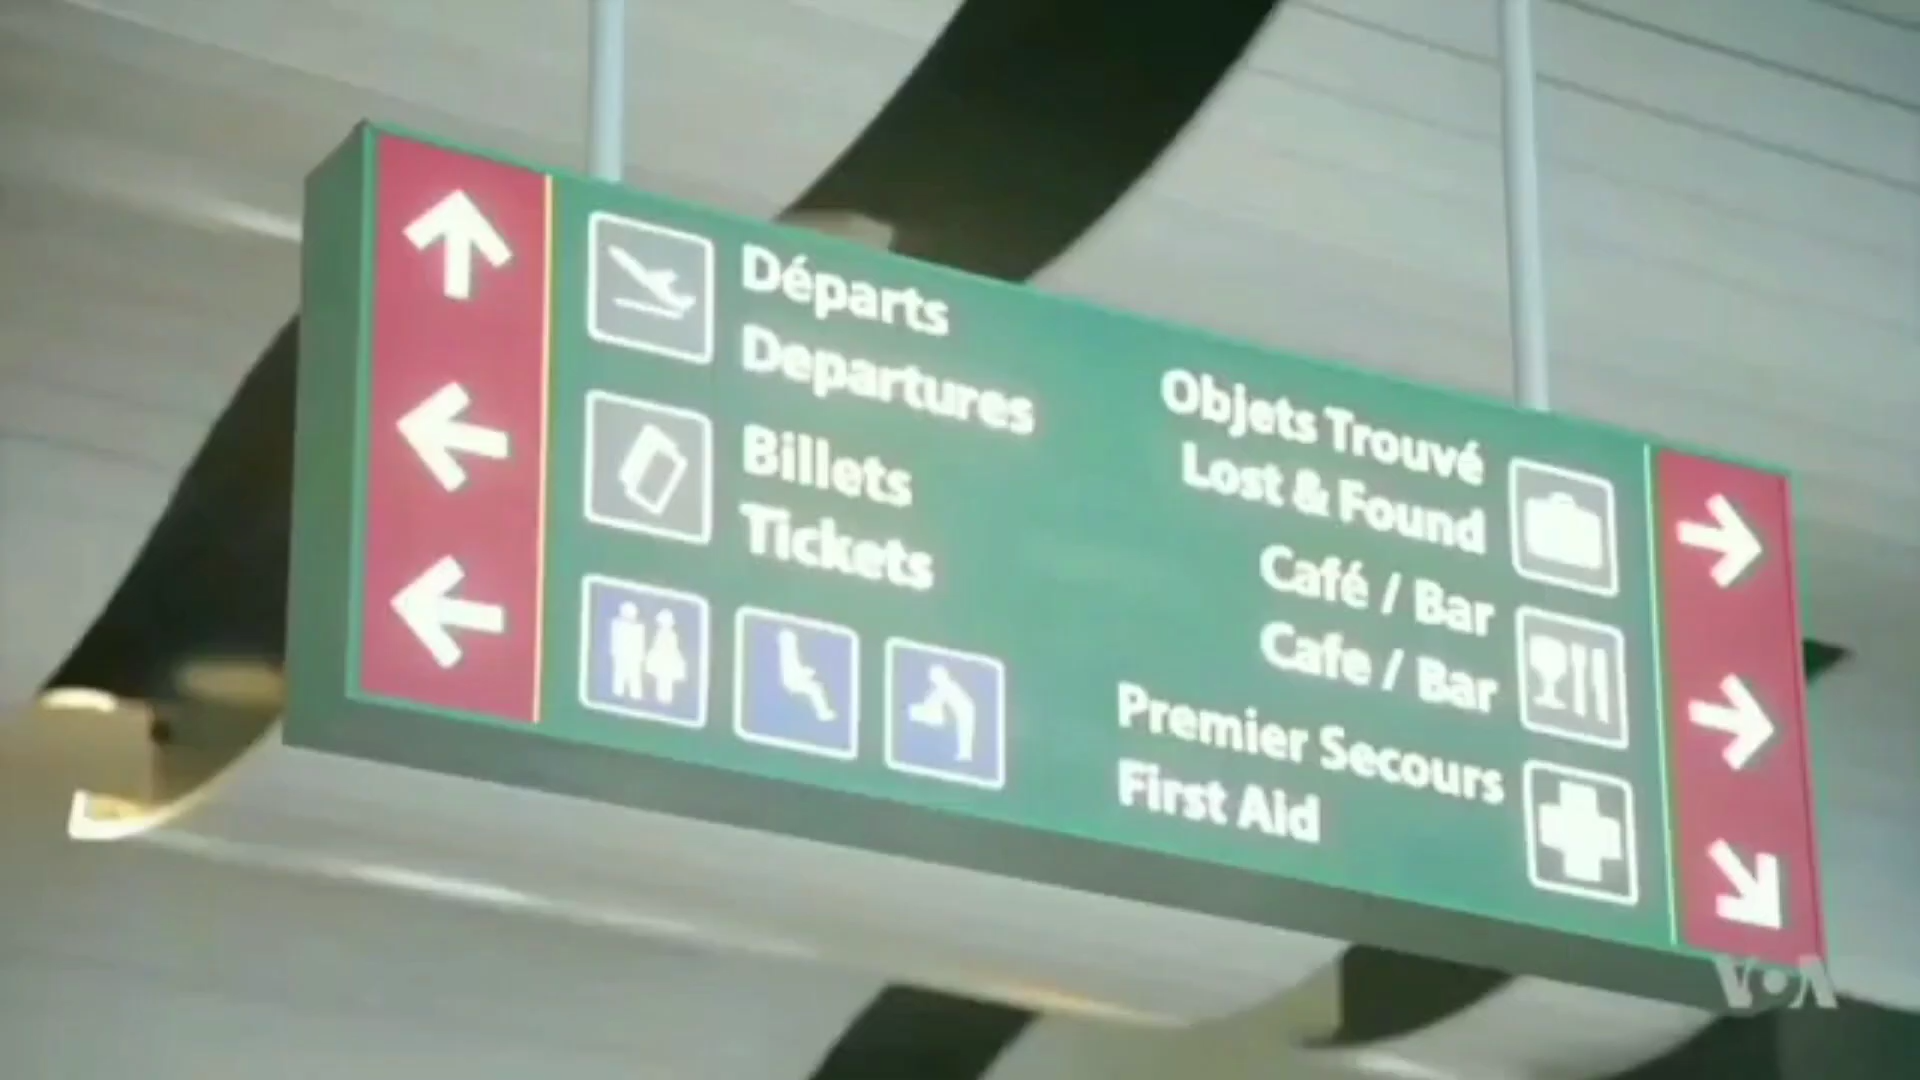 Départs
Departures
Billets
Tickets
Objets Trouvé
Lost & Found
Café / Bar
Cafe / Bar
Premier Secours
First Aid
VOA